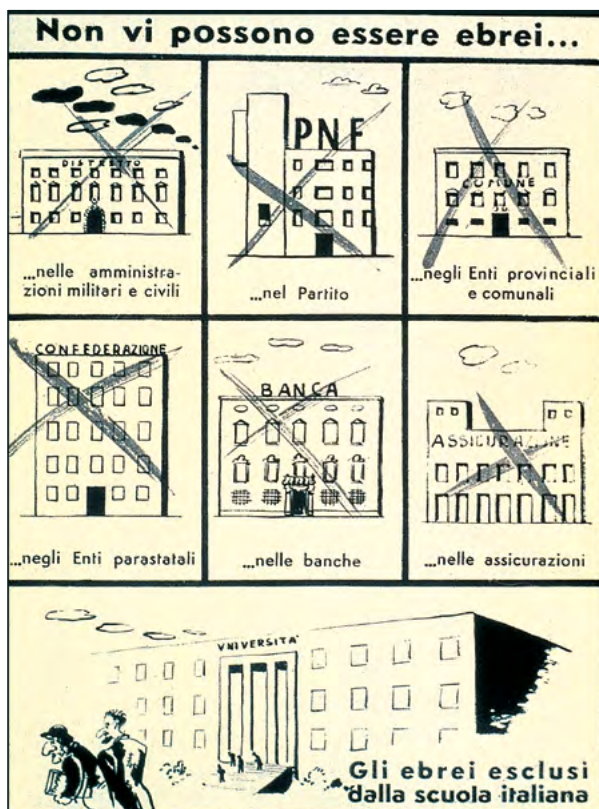 Non vi possono essere ebrei...
DISTRETTO
...nelle amministra-
zioni militari e civili
PNF
...nel Partito
COMUNE
...negli Enti provinciali
e comunali
CONFEDERAZIONE
...negli Enti parastatali
BANCA
...nelle banche
ASSICURAZIONE
...nelle assicurazioni
VNIVERSITA'
Gli ebrei esclusi
dalla scuola italiana